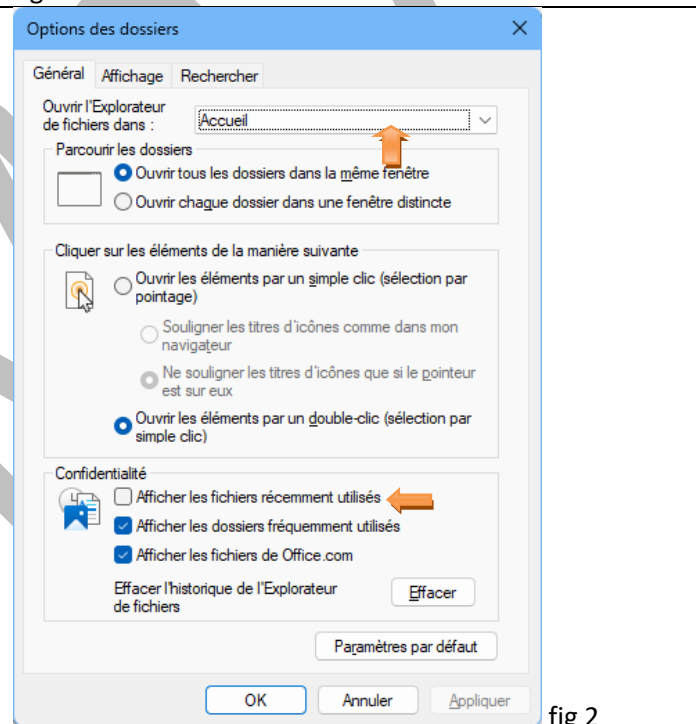 Options des dossiers
Général Affichage Rechercher
Ouvrir l'Explorateur
de fichiers dans :
Accueil
Parcourir les dossiers
Ouvrir tous les dossiers dans la même fenêtre
Ouvrir chaque dossier dans une fenêtre distincte
Cliquer sur les éléments de la manière suivante
Ouvrir les éléments par un simple clic (sélection par
pointage)
Souligner les titres d'icônes comme dans mon
navigateur
Ne souligner les titres d'icônes que si le pointeur
est sur eux
Ouvrir les éléments par un double-clic (sélection par
simple clic)
Confidentialité
Afficher les fichiers récemment utilisés
Afficher les dossiers fréquemment utilisés
Afficher les fichiers de Office.com
Effacer l'historique de l'Explorateur
de fichiers
Effacer
Paramètres par défaut
OK Annuler Appliquer
fig 2